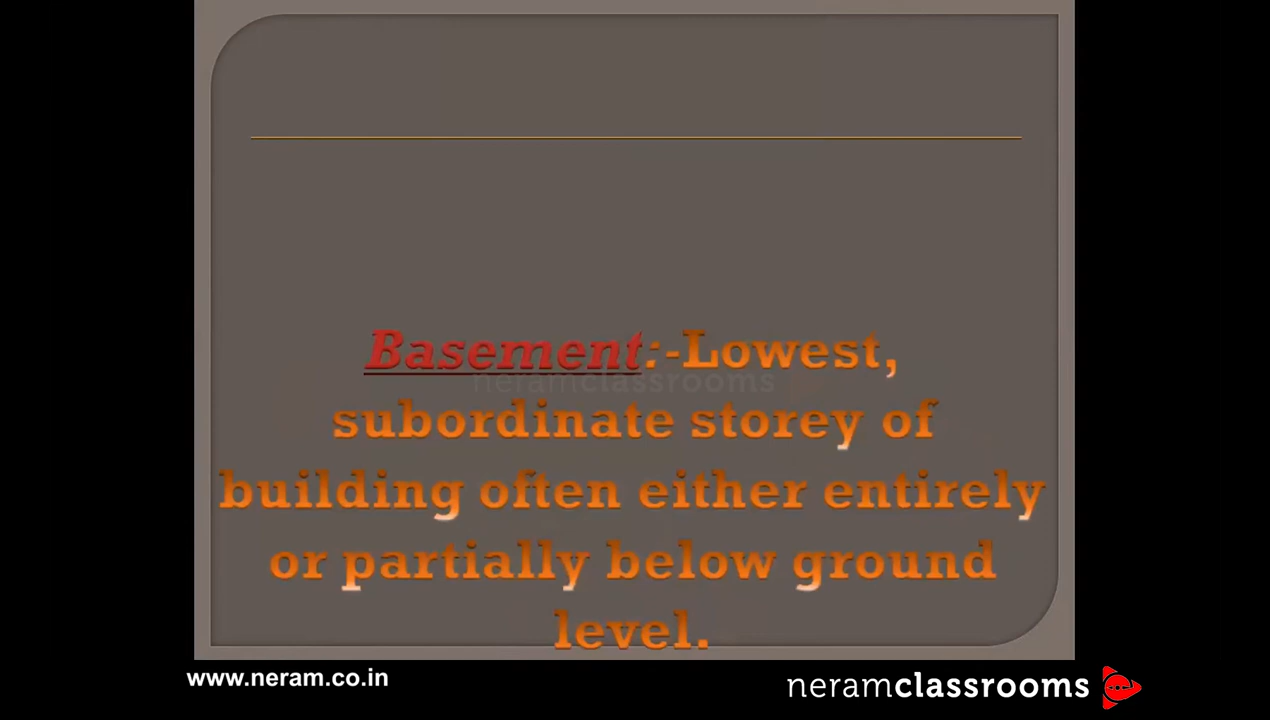 Basement:-Lowest,
neramclassrooms
subordinate storey of
building often either entirely
or partially below ground
level.
www.neram.co.in
neramclassrooms